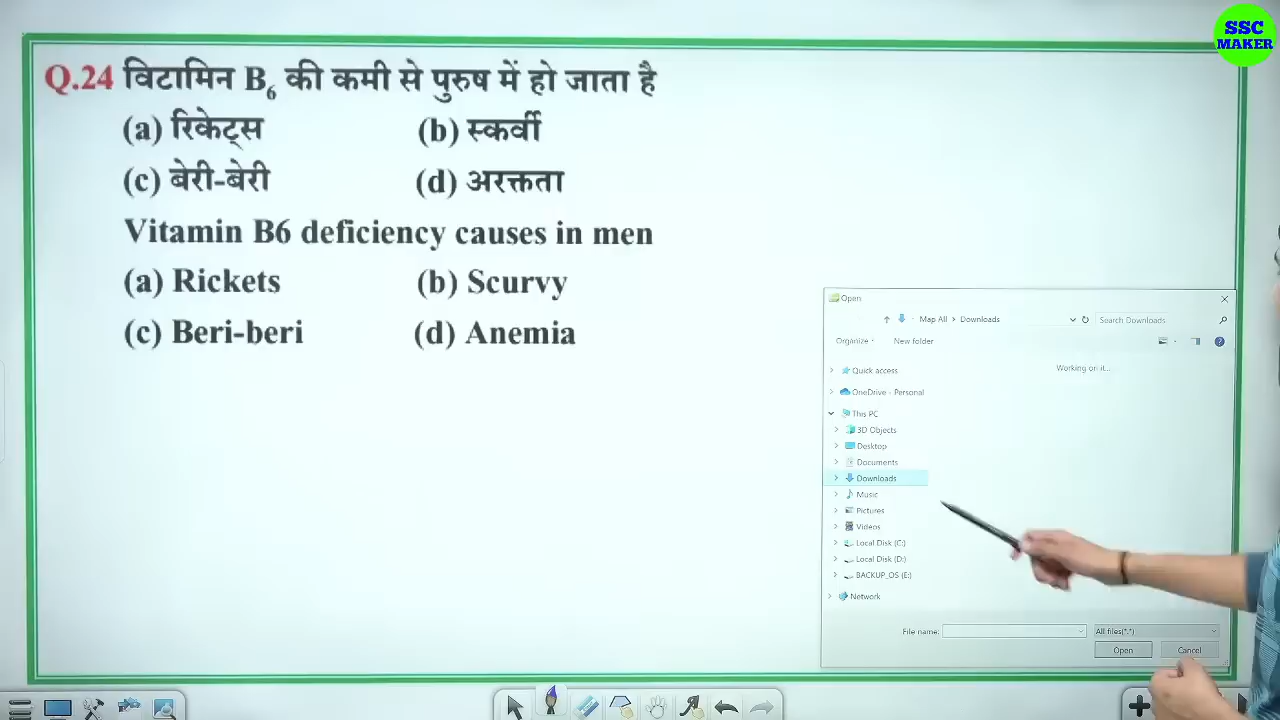 SSC
MAKER
Q.24 विटामिन B₆ की कमी से पुरुष में हो जाता है
(a) रिकेट्स (b) स्कर्वी
(c) बेरी-बेरी (d) अरक्तता
Vitamin B6 deficiency causes in men
(a) Rickets (b) Scurvy
(c) Beri-beri (d) Anemia
Open
Map All > Downloads
Search Downloads
Organize New folder
Working on it...
Quick access
OneDrive - Personal
This PC
3D Objects
Desktop
Documents
Downloads
Music
Pictures
Videos
Local Disk (C:)
Local Disk (D:)
BACKUP_OS (E:)
Network
File name: All files(*.*)
Open Cancel